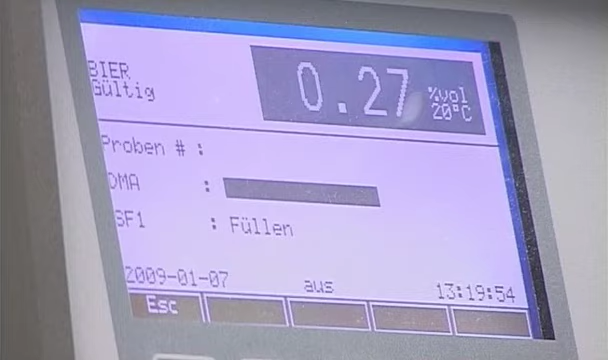 BIER
Gültig
0.27 %vol
20°C
Proben # :
DMA :
SF1 : Füllen
2009-01-07 aus 13:19:54
Esc